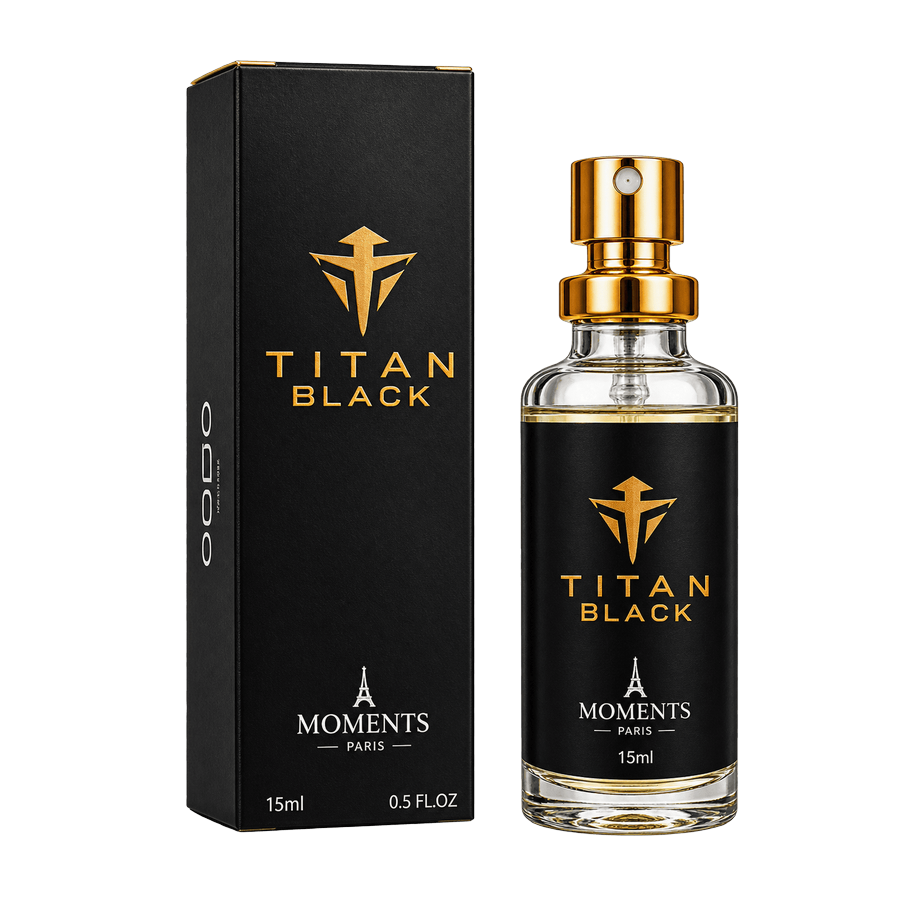 TITAN
BLACK
MOMENTS
PARIS
15ml
0.5 FL.OZ
TITAN
BLACK
MOMENTS
PARIS
15ml